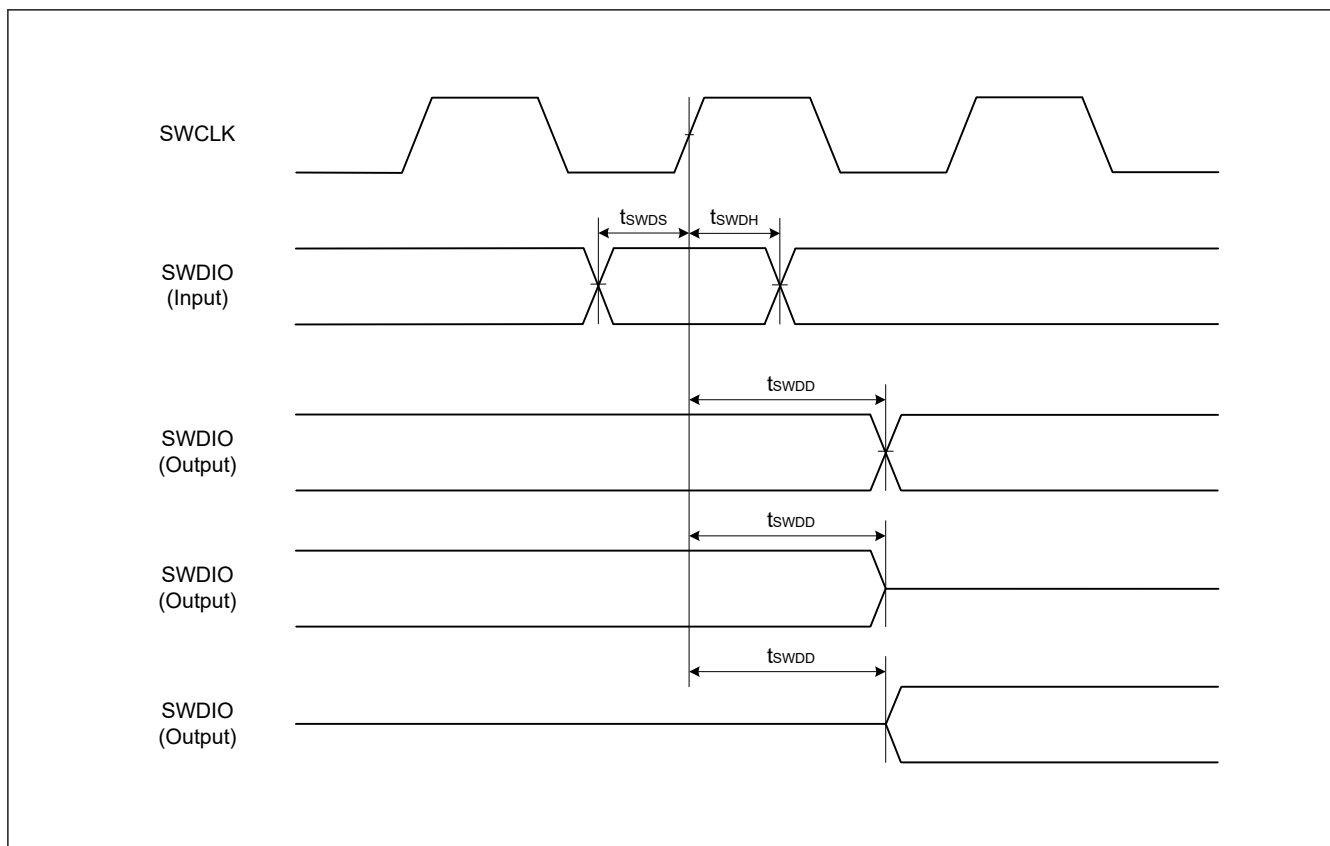 SWCLK
tSWDS
tSWDH
SWDIO
(Input)
tSWDD
SWDIO
(Output)
tSWDD
SWDIO
(Output)
tSWDD
SWDIO
(Output)